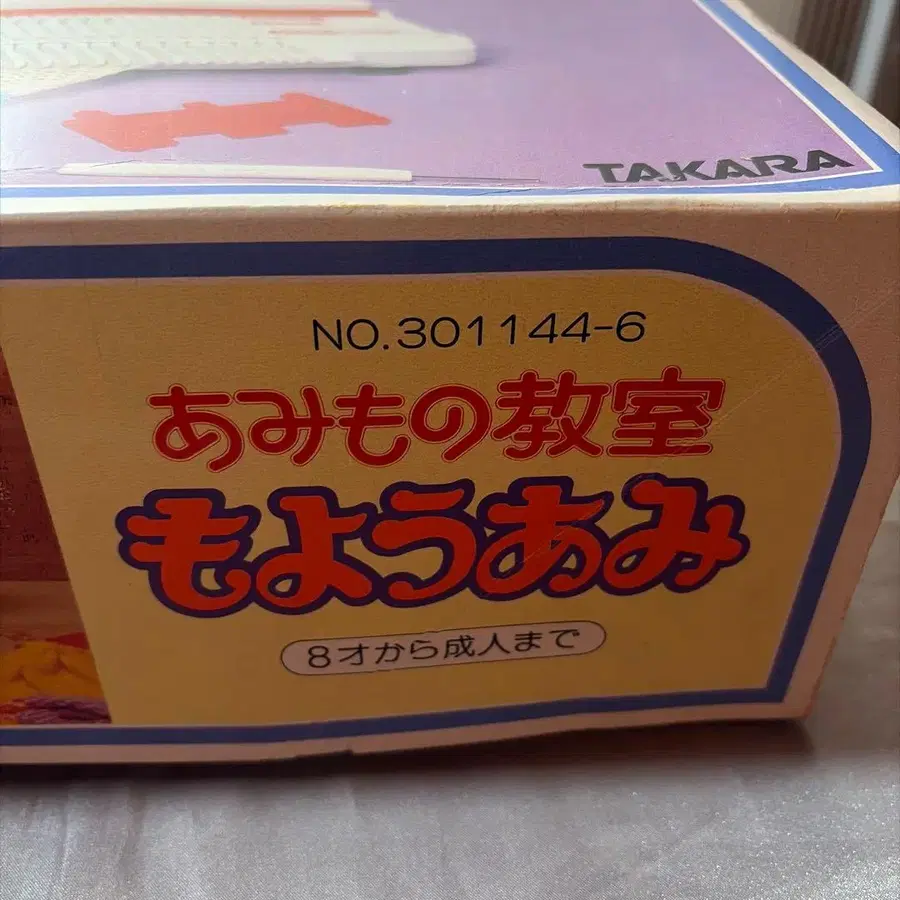 TAKARA
NO.301144-6
あみもの教室
もようあみ
8才から成人まで